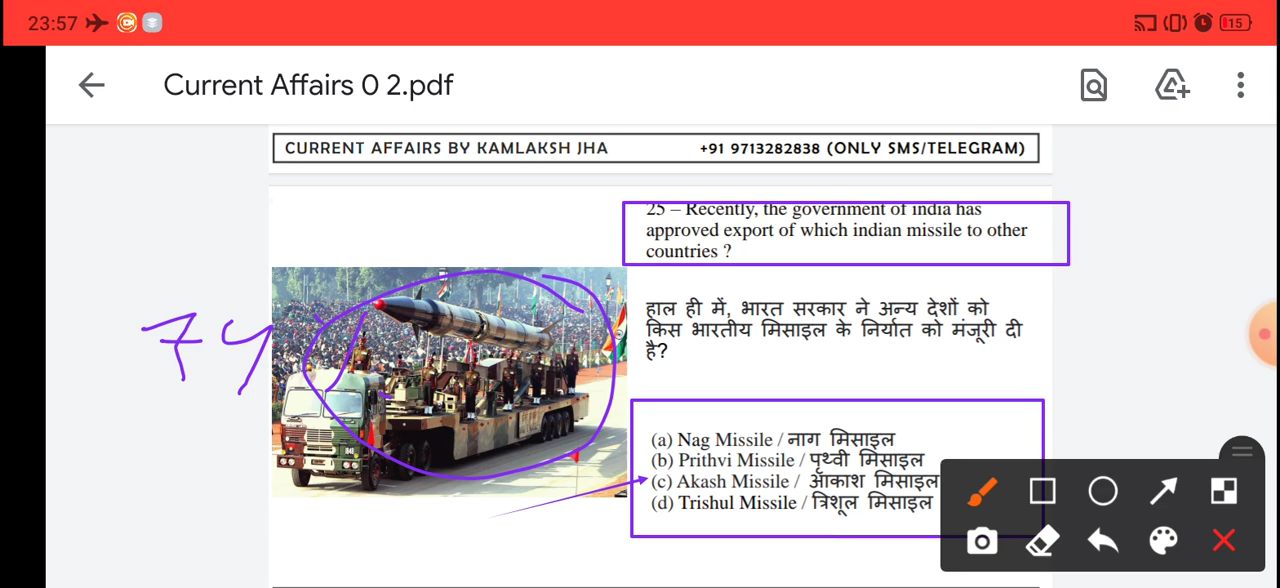 23:57
15
Current Affairs 0 2.pdf
CURRENT AFFAIRS BY KAMLAKSH JHA +91 9713282838 (ONLY SMS/TELEGRAM)
25 – Recently, the government of india has
approved export of which indian missile to other
countries ?
हाल ही में, भारत सरकार ने अन्य देशों को
किस भारतीय मिसाइल के निर्यात को मंजूरी दी
है?
74
(a) Nag Missile / नाग मिसाइल
(b) Prithvi Missile / पृथ्वी मिसाइल
(c) Akash Missile / आकाश मिसाइल
(d) Trishul Missile / त्रिशूल मिसाइल